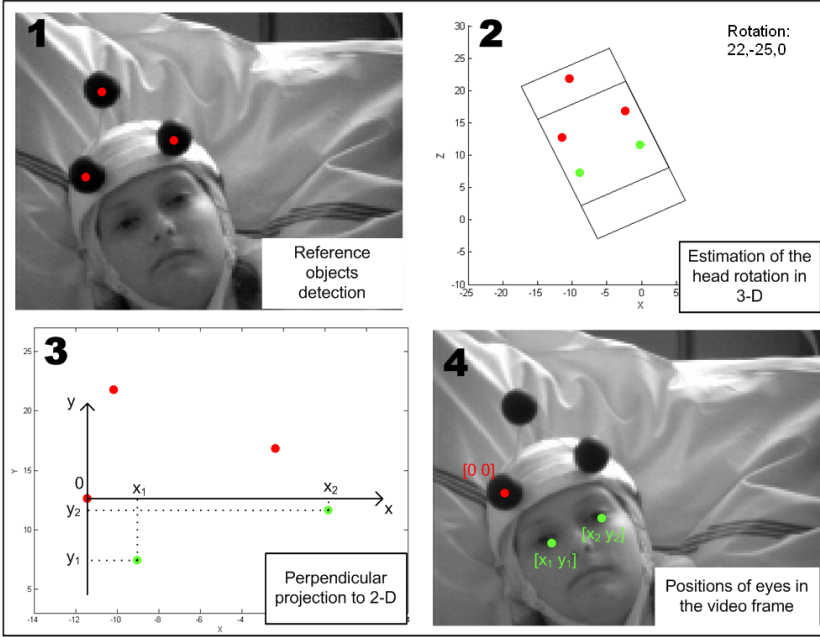 1
Reference
objects
detection
2
Rotation:
22,-25,0
30
25
20
15
10
5
0
-5
-10
Z
-25 -20 -15 -10 -5 0 5
X
Estimation of the
head rotation in
3-D
3
25
20
15
10
5
Y
y
0
x₁
x₂
x
y₂
y₁
-14 -12 -10 -8 -6 -4
X
Perpendicular
projection to 2-D
4
[0 0]
[x₂ y₂]
[x₁ y₁]
Positions of eyes in
the video frame